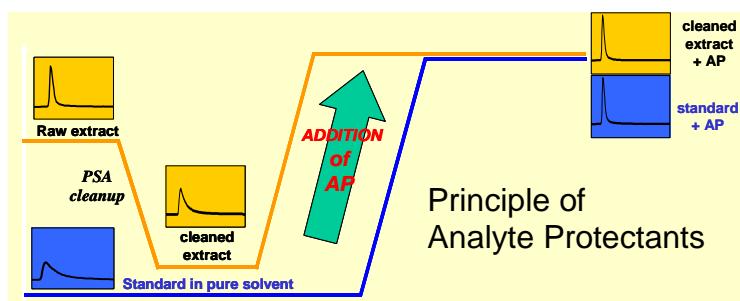 Raw extract
PSA
cleanup
cleaned
extract
Standard in pure solvent
ADDITION
of
AP
cleaned
extract
+ AP
standard
+ AP
Principle of
Analyte Protectants